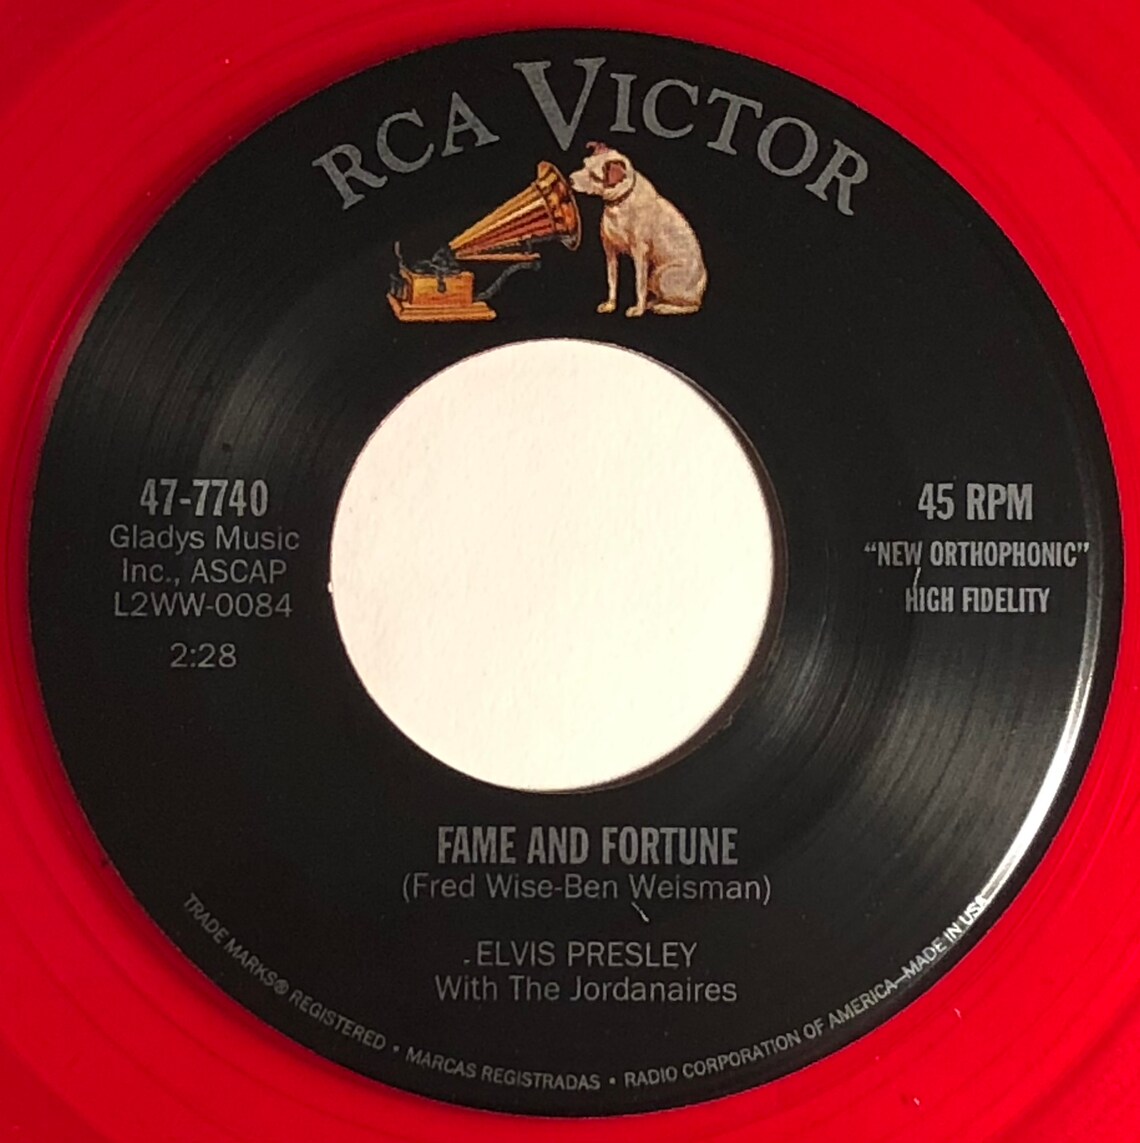 RCA VICTOR
47-7740
Gladys Music
Inc., ASCAP
L2WW-0084
2:28
45 RPM
“NEW ORTHOPHONIC”
HIGH FIDELITY
FAME AND FORTUNE
(Fred Wise-Ben Weisman)
ELVIS PRESLEY
With The Jordanaires
TRADE MARKS® REGISTERED • MARCAS REGISTRADAS • RADIO CORPORATION OF AMERICA—MADE IN USA